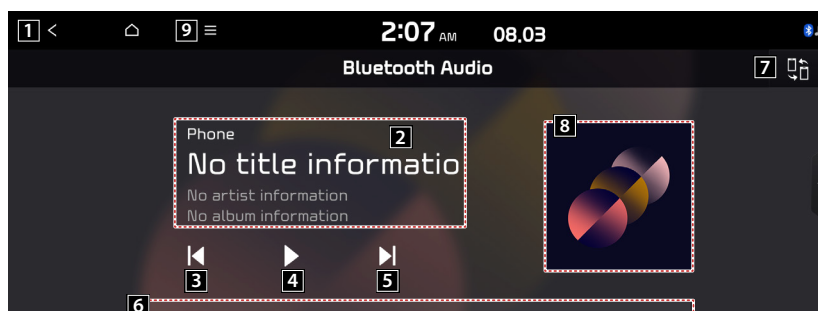 1 9 2:07 AM 08.03
Bluetooth Audio 7
Phone 2 8
No title informatio
No artist information
No album information
3 4 5
6